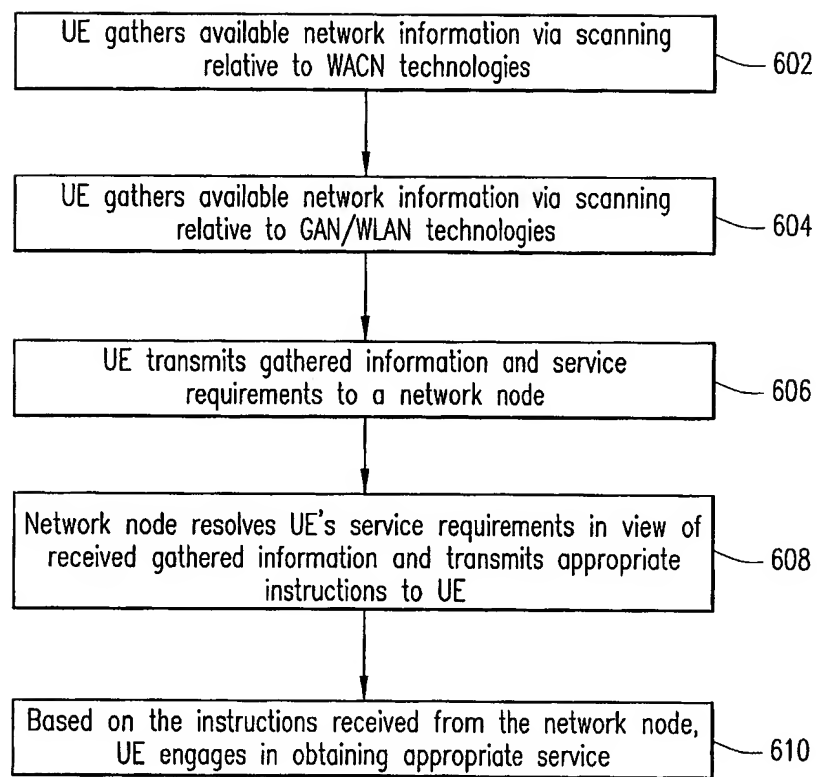 UE gathers available network information via scanning
relative to WACN technologies
602
UE gathers available network information via scanning
relative to GAN/WLAN technologies
604
UE transmits gathered information and service
requirements to a network node
606
Network node resolves UE's service requirements in view of
received gathered information and transmits appropriate
instructions to UE
608
Based on the instructions received from the network node,
UE engages in obtaining appropriate service
610